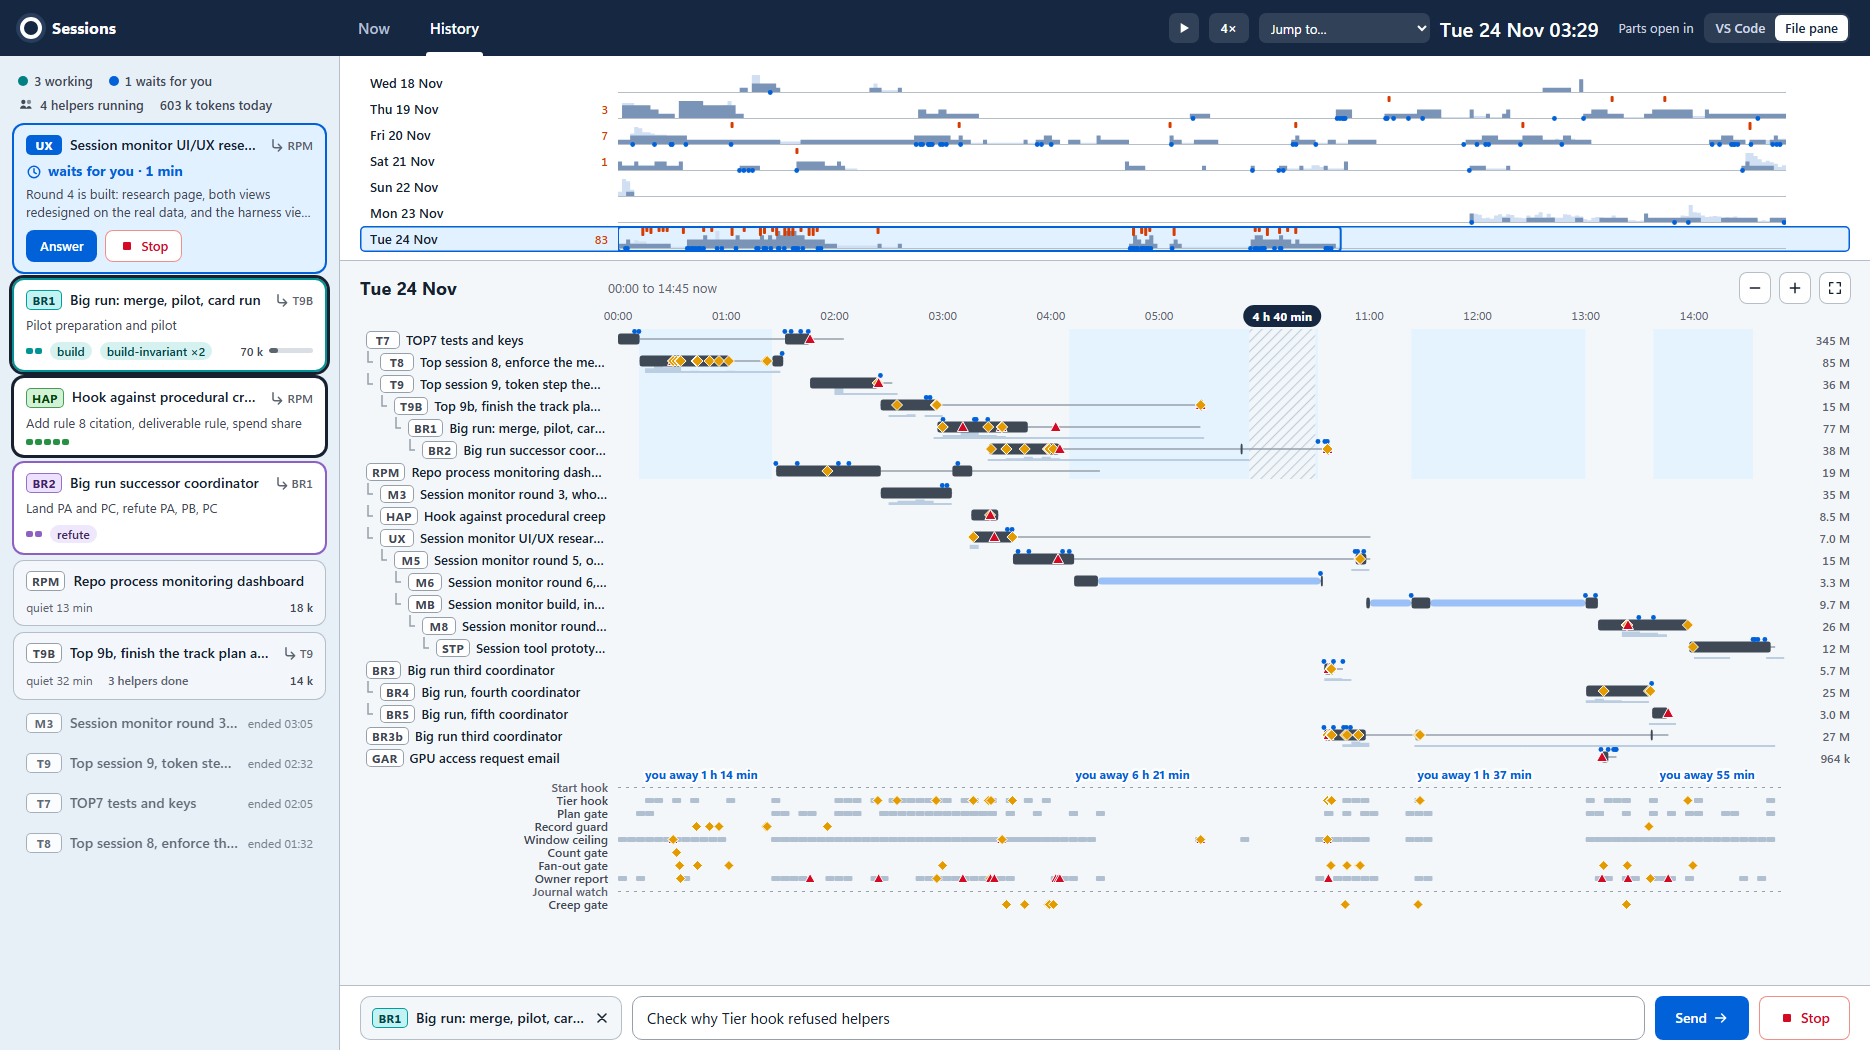 Sessions
Now
History
4×
Jump to...
Tue 24 Nov 03:29
Parts open in
VS Code
File pane
3 working
1 waits for you
4 helpers running
603 k tokens today
UX
Session monitor UI/UX rese...
RPM
waits for you · 1 min
Round 4 is built: research page, both views
redesigned on the real data, and the harness vie...
Answer
Stop
BR1
Big run: merge, pilot, card run
T9B
Pilot preparation and pilot
build
build-invariant ×2
70 k
HAP
Hook against procedural cr...
RPM
Add rule 8 citation, deliverable rule, spend share
BR2
Big run successor coordinator
BR1
Land PA and PC, refute PA, PB, PC
refute
RPM
Repo process monitoring dashboard
quiet 13 min
18 k
T9B
Top 9b, finish the track plan a...
T9
quiet 32 min
3 helpers done
14 k
M3
Session monitor round 3...
ended 03:05
T9
Top session 9, token ste...
ended 02:32
T7
TOP7 tests and keys
ended 02:05
T8
Top session 8, enforce th...
ended 01:32
Wed 18 Nov
Thu 19 Nov
3
Fri 20 Nov
7
Sat 21 Nov
1
Sun 22 Nov
Mon 23 Nov
Tue 24 Nov
83
Tue 24 Nov
00:00 to 14:45 now
00:00
01:00
02:00
03:00
04:00
05:00
4 h 40 min
11:00
12:00
13:00
14:00
T7
TOP7 tests and keys
345 M
T8
Top session 8, enforce the me...
85 M
T9
Top session 9, token step the...
36 M
T9B
Top 9b, finish the track pla...
15 M
BR1
Big run: merge, pilot, car...
77 M
BR2
Big run successor coor...
38 M
RPM
Repo process monitoring dash...
19 M
M3
Session monitor round 3, who...
35 M
HAP
Hook against procedural creep
8.5 M
UX
Session monitor UI/UX resear...
7.0 M
M5
Session monitor round 5, o...
15 M
M6
Session monitor round 6,...
3.3 M
MB
Session monitor build, in...
9.7 M
M8
Session monitor round...
26 M
STP
Session tool prototy...
12 M
BR3
Big run third coordinator
5.7 M
BR4
Big run, fourth coordinator
25 M
BR5
Big run, fifth coordinator
3.0 M
BR3b
Big run third coordinator
27 M
GAR
GPU access request email
964 k
you away 1 h 14 min
you away 6 h 21 min
you away 1 h 37 min
you away 55 min
Start hook
Tier hook
Plan gate
Record guard
Window ceiling
Count gate
Fan-out gate
Owner report
Journal watch
Creep gate
BR1
Big run: merge, pilot, car...
Check why Tier hook refused helpers
Send
Stop